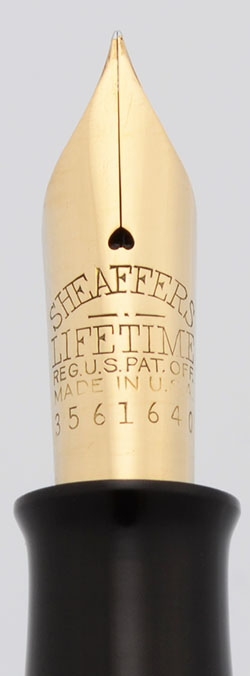 SHEAFFER'S
LIFETIME
REG.U.S.PAT.OFF.
MADE IN U.S.A.
3561640